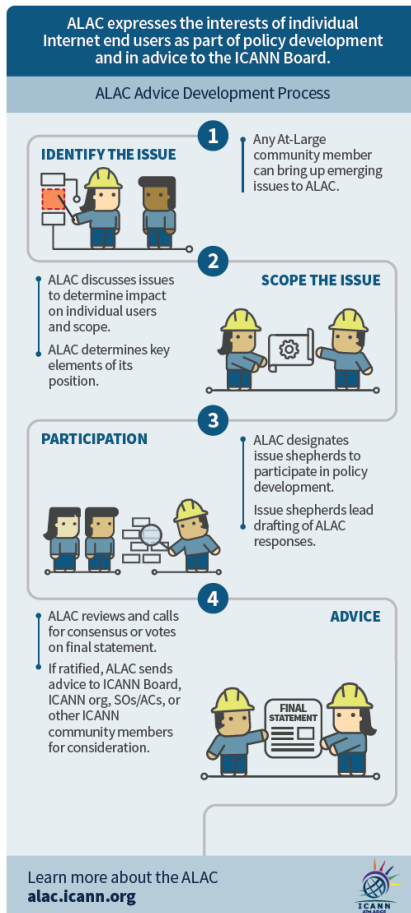 ALAC expresses the interests of individual
Internet end users as part of policy development
and in advice to the ICANN Board.
ALAC Advice Development Process
1
IDENTIFY THE ISSUE
Any At-Large
community member
can bring up emerging
issues to ALAC.
2
SCOPE THE ISSUE
ALAC discusses issues
to determine impact
on individual users
and scope.
ALAC determines key
elements of its
position.
3
PARTICIPATION
ALAC designates
issue shepherds to
participate in policy
development.
Issue shepherds lead
drafting of ALAC
responses.
4
ADVICE
ALAC reviews and calls
for consensus or votes
on final statement.
If ratified, ALAC sends
advice to ICANN Board,
ICANN org, SOs/ACs, or
other ICANN
community members
for consideration.
FINAL
STATEMENT
Learn more about the ALAC
alac.icann.org
ICANN
AT-LARGE